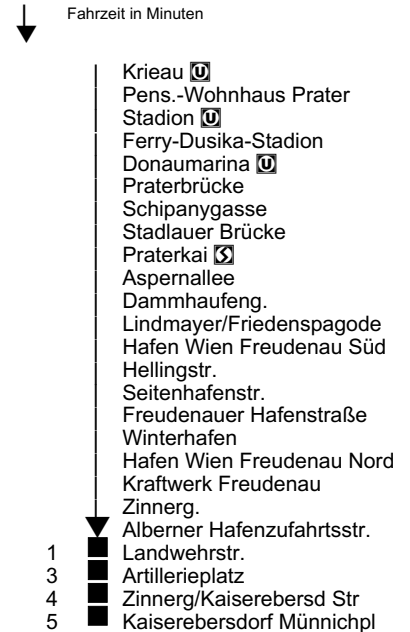 Fahrzeit in Minuten
Krieau U
Pens.-Wohnhaus Prater
Stadion U
Ferry-Dusika-Stadion
Donaumarina U
Praterbrücke
Schipanygasse
Stadlauer Brücke
Praterkai S
Aspernallee
Dammhaufeng.
Lindmayer/Friedenspagode
Hafen Wien Freudenau Süd
Hellingstr.
Seitenhafenstr.
Freudenauer Hafenstraße
Winterhafen
Hafen Wien Freudenau Nord
Kraftwerk Freudenau
Zinnerg.
Alberner Hafenzufahrtsstr.
1 Landwehrstr.
3 Artillerieplatz
4 Zinnerg/Kaiserebersd Str
5 Kaiserebersdorf Münnichpl